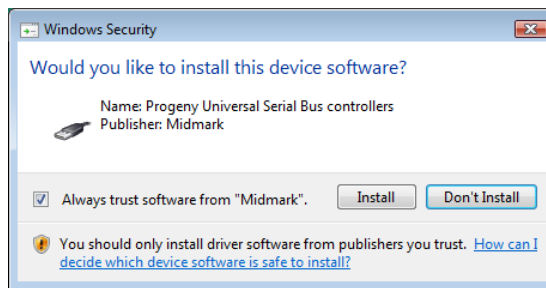 Windows Security
Would you like to install this device software?
Name: Progeny Universal Serial Bus controllers
Publisher: Midmark
Always trust software from "Midmark".
Install
Don't Install
You should only install driver software from publishers you trust. How can I
decide which device software is safe to install?